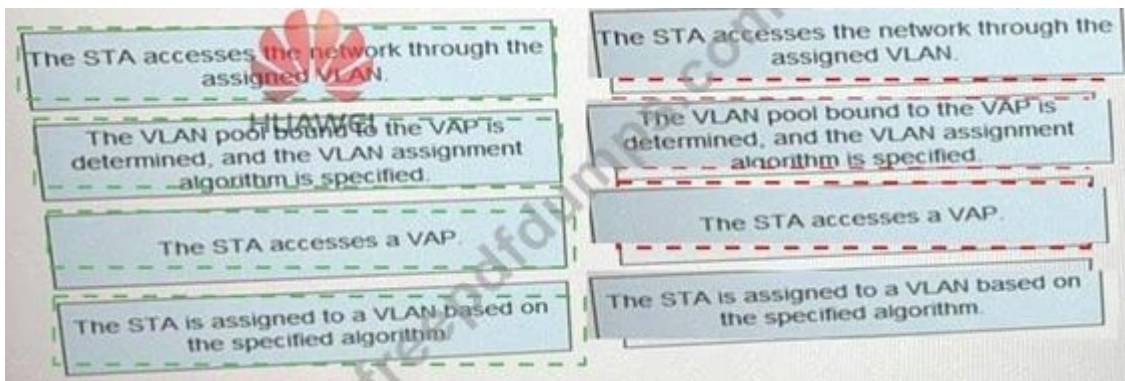 The STA accesses the network through the
assigned VLAN.
HUAWEI
The VLAN pool bound to the VAP is
determined, and the VLAN assignment
algorithm is specified.
The STA accesses a VAP.
The STA is assigned to a VLAN based on
the specified algorithm.
The STA accesses the network through the
assigned VLAN.
The VLAN pool bound to the VAP is
determined, and the VLAN assignment
algorithm is specified.
The STA accesses a VAP.
The STA is assigned to a VLAN based on
the specified algorithm.